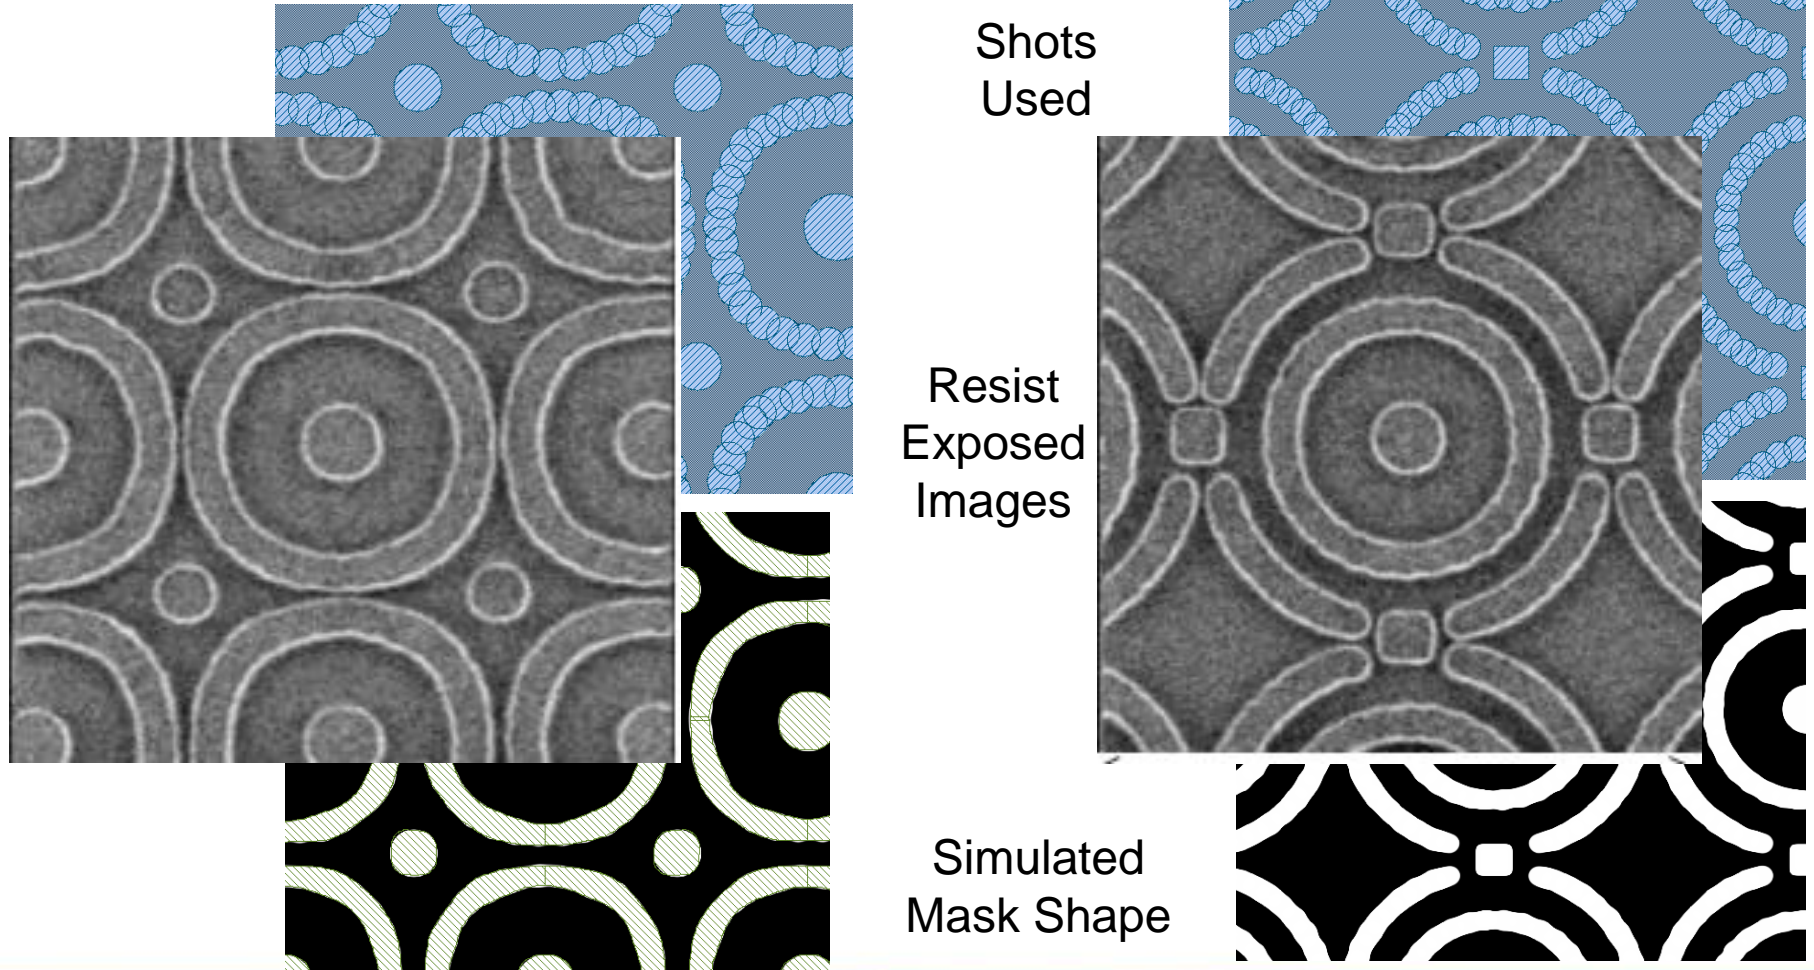 Shots
Used
Resist
Exposed
Images
Simulated
Mask Shape